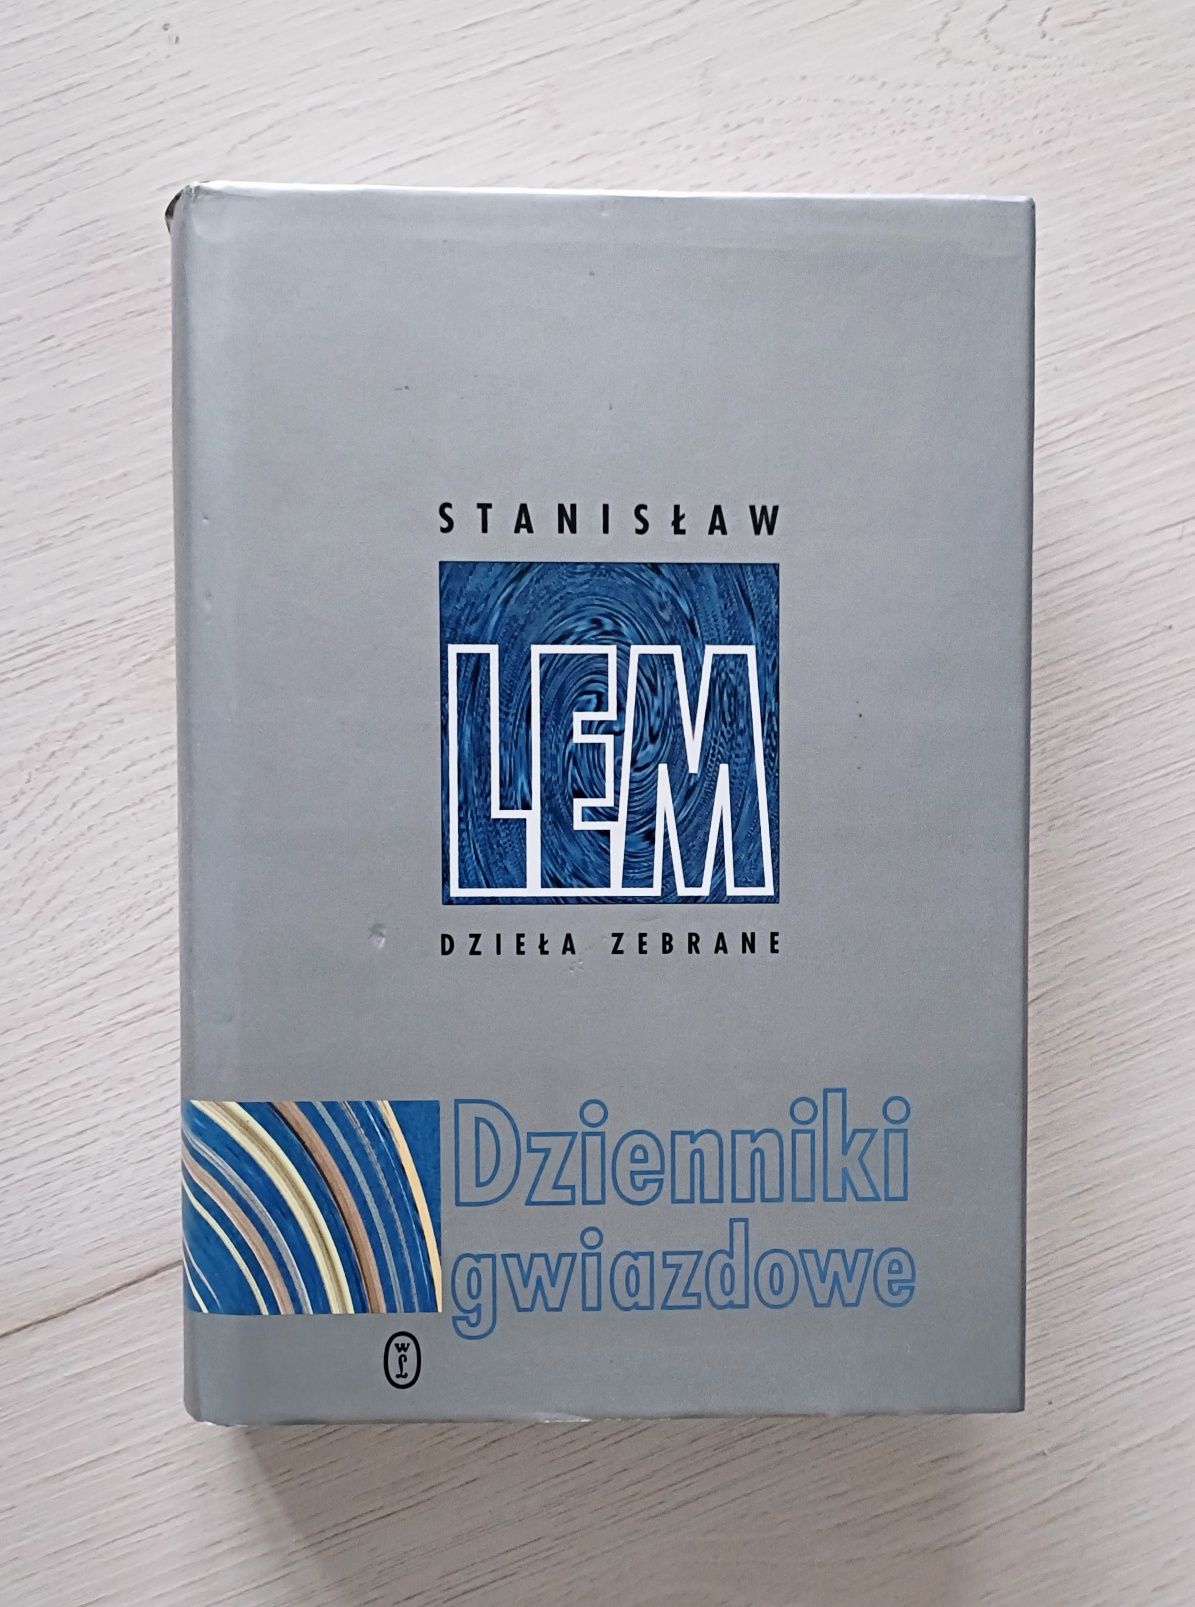 STANISŁAW
LEM
DZIEŁA ZEBRANE
Dzienniki
gwiazdowe
W
L